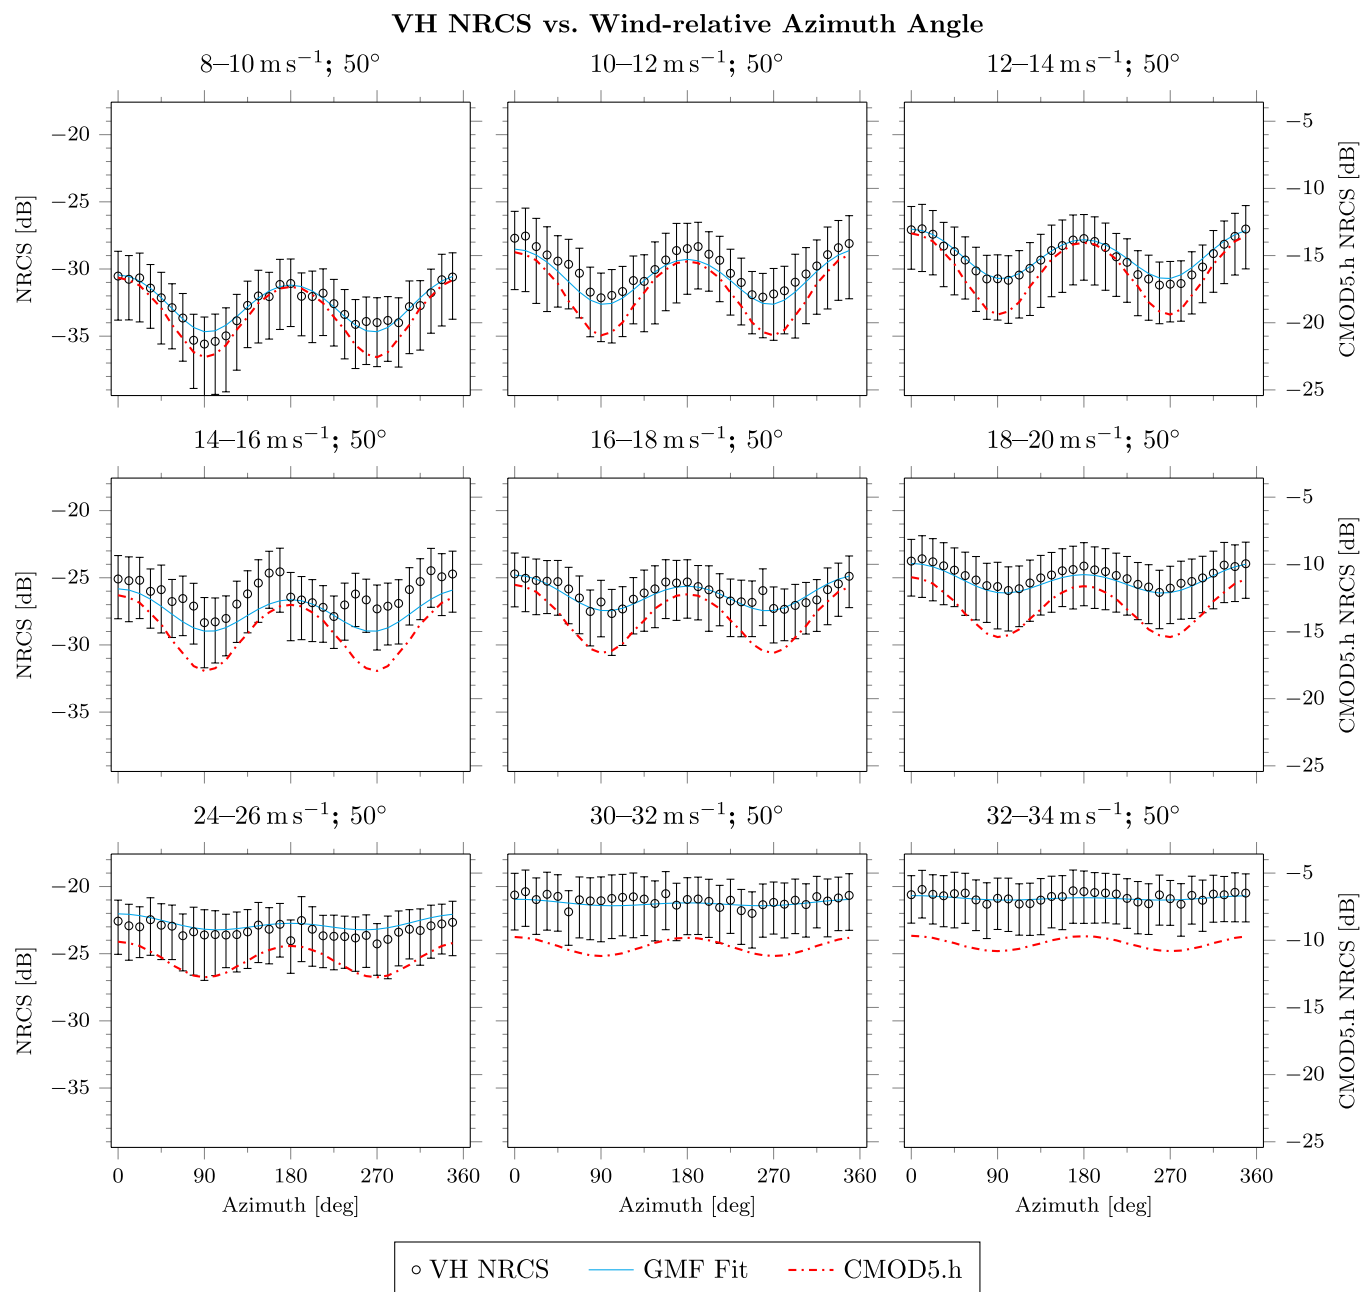 VH NRCS vs. Wind-relative Azimuth Angle
8–10 m s⁻¹; 50° 10–12 m s⁻¹; 50° 12–14 m s⁻¹; 50°
−20 −5
−25 −10
−30 −15
−35 −20
−25
NRCS [dB] CMOD5.h NRCS [dB]
14–16 m s⁻¹; 50° 16–18 m s⁻¹; 50° 18–20 m s⁻¹; 50°
−20 −5
−25 −10
−30 −15
−35 −20
−25
NRCS [dB] CMOD5.h NRCS [dB]
24–26 m s⁻¹; 50° 30–32 m s⁻¹; 50° 32–34 m s⁻¹; 50°
−20 −5
−25 −10
−30 −15
−35 −20
−25
NRCS [dB] CMOD5.h NRCS [dB]
0 90 180 270 360 0 90 180 270 360 0 90 180 270 360
Azimuth [deg] Azimuth [deg] Azimuth [deg]
VH NRCS GMF Fit CMOD5.h